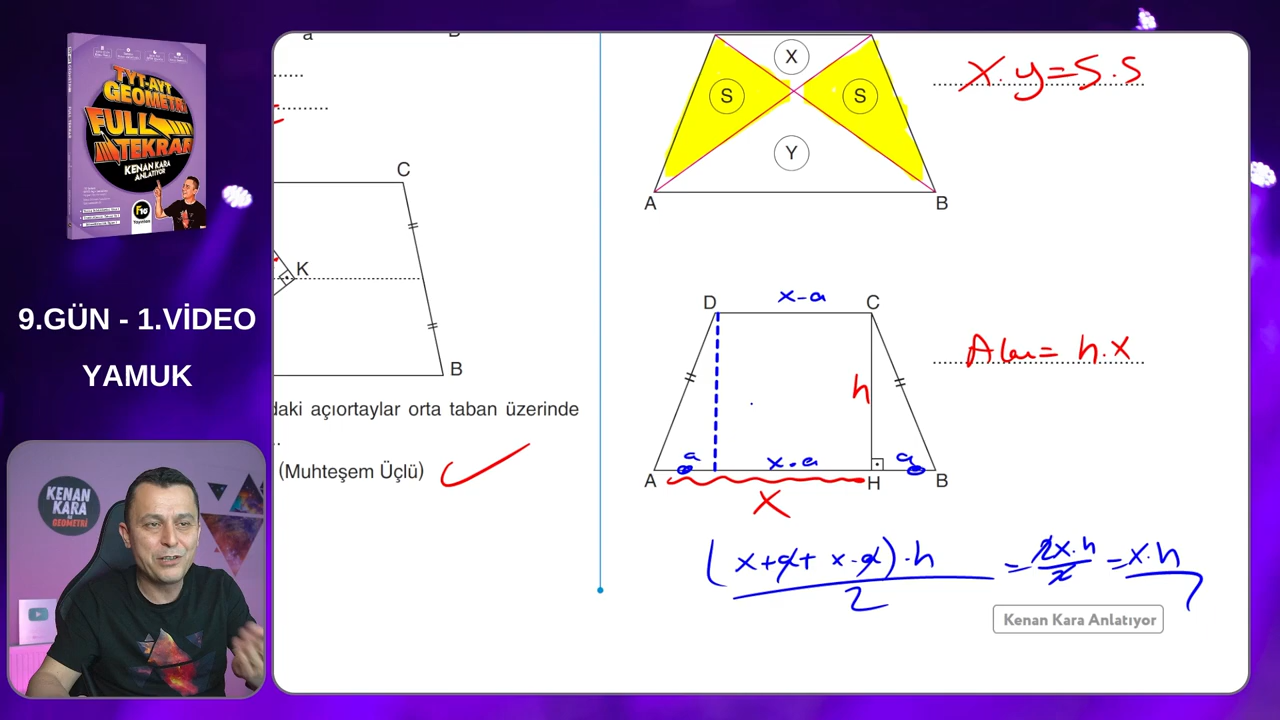 TYT-AYT
GEOMETRİ
FULL
TEKRAR
KENAN KARA
ANLATIYOR
9.GÜN - 1.VİDEO
YAMUK
KENAN
KARA
GEOMETRİ
a
C
K
B
daki açıortaylar orta taban üzerinde
(Muhteşem Üçlü)
X
S
S
Y
A
B
X.y=S.S
D
x-a
C
h
a
x-a
a
A
H
B
X
Alan= h.x
(x+a+x-a).h
2
=2x.h
2
=x.h
Kenan Kara Anlatıyor